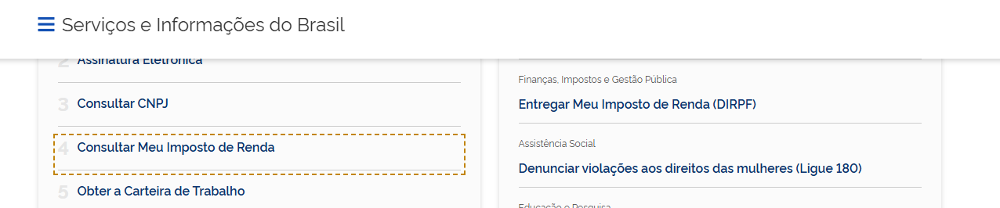 Serviços e Informações do Brasil
2 Assinatura Eletrônica
3 Consultar CNPJ
4 Consultar Meu Imposto de Renda
5 Obter a Carteira de Trabalho
Finanças, Impostos e Gestão Pública
Entregar Meu Imposto de Renda (DIRPF)
Assistência Social
Denunciar violações aos direitos das mulheres (Ligue 180)
Educação e Pesquisa